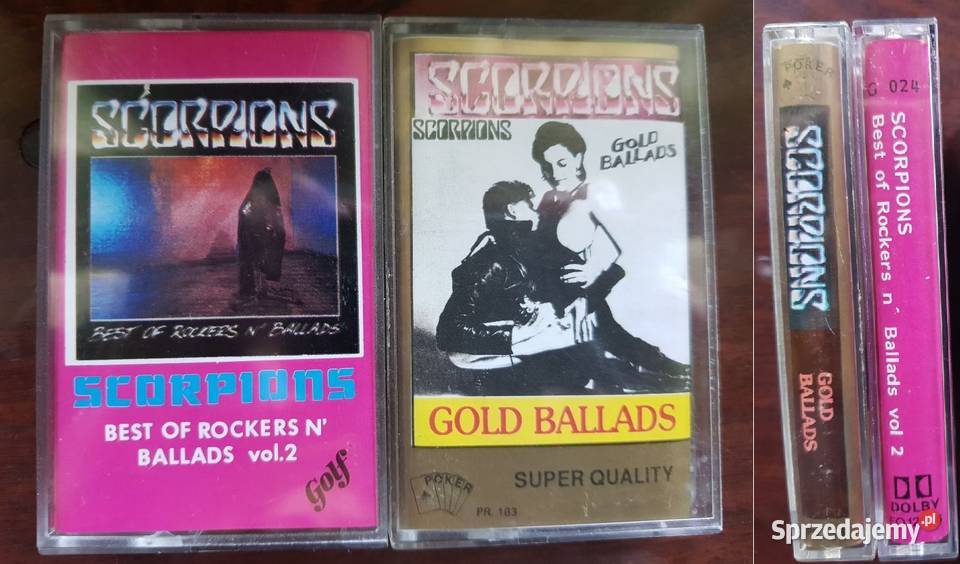 SCORPIONS
BEST OF ROCKERS N' BALLADS
SCORPIONS
BEST OF ROCKERS N'
BALLADS vol.2
Golf
SCORPIONS
SCORPIONS
GOLD
BALLADS
GOLD BALLADS
POKER
SUPER QUALITY
PR. 183
POKER
SCORPIONS
GOLD
BALLADS
G 024
SCORPIONS
Best of Rockers n´ Ballads vol 2
DOLBY
Sprzedajemy.pl